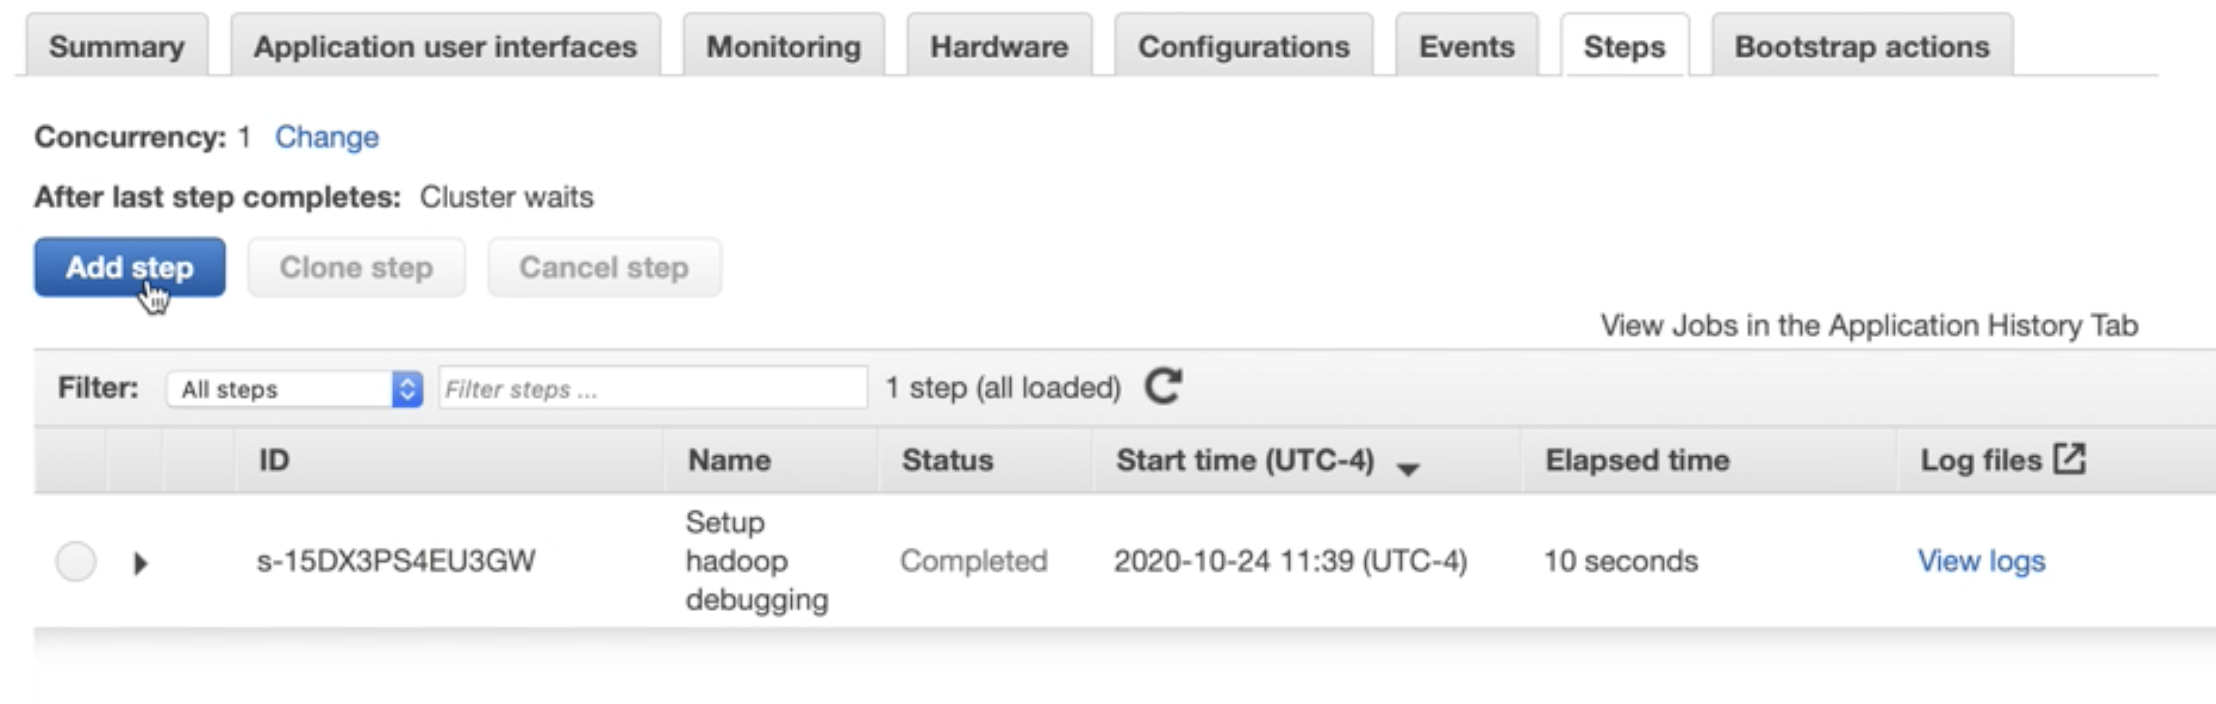 Summary Application user interfaces Monitoring Hardware Configurations Events Steps Bootstrap actions
Concurrency: 1 Change
After last step completes: Cluster waits
Add step Clone step Cancel step
View Jobs in the Application History Tab
Filter: All steps Filter steps ... 1 step (all loaded)
ID Name Status Start time (UTC-4) Elapsed time Log files
s-15DX3PS4EU3GW Setup hadoop debugging Completed 2020-10-24 11:39 (UTC-4) 10 seconds View logs